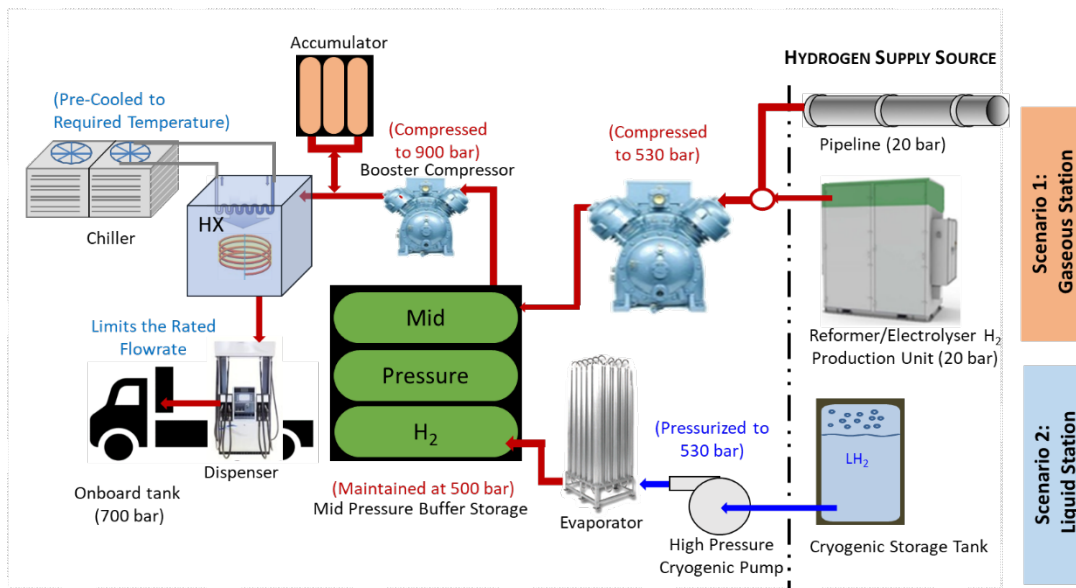 Accumulator
HYDROGEN SUPPLY SOURCE
(Pre-Cooled to
Required Temperature)
(Compressed
to 900 bar)
Booster Compressor
(Compressed
to 530 bar)
Pipeline (20 bar)
Chiller
HX
Mid
Pressure
H₂
Reformer/Electrolyser H₂
Production Unit (20 bar)
Limits the Rated
Flowrate
Dispenser
Onboard tank
(700 bar)
(Maintained at 500 bar)
Mid Pressure Buffer Storage
Evaporator
(Pressurized to
530 bar)
High Pressure
Cryogenic Pump
LH₂
Cryogenic Storage Tank
Scenario 1:
Gaseous Station
Scenario 2:
Liquid Station